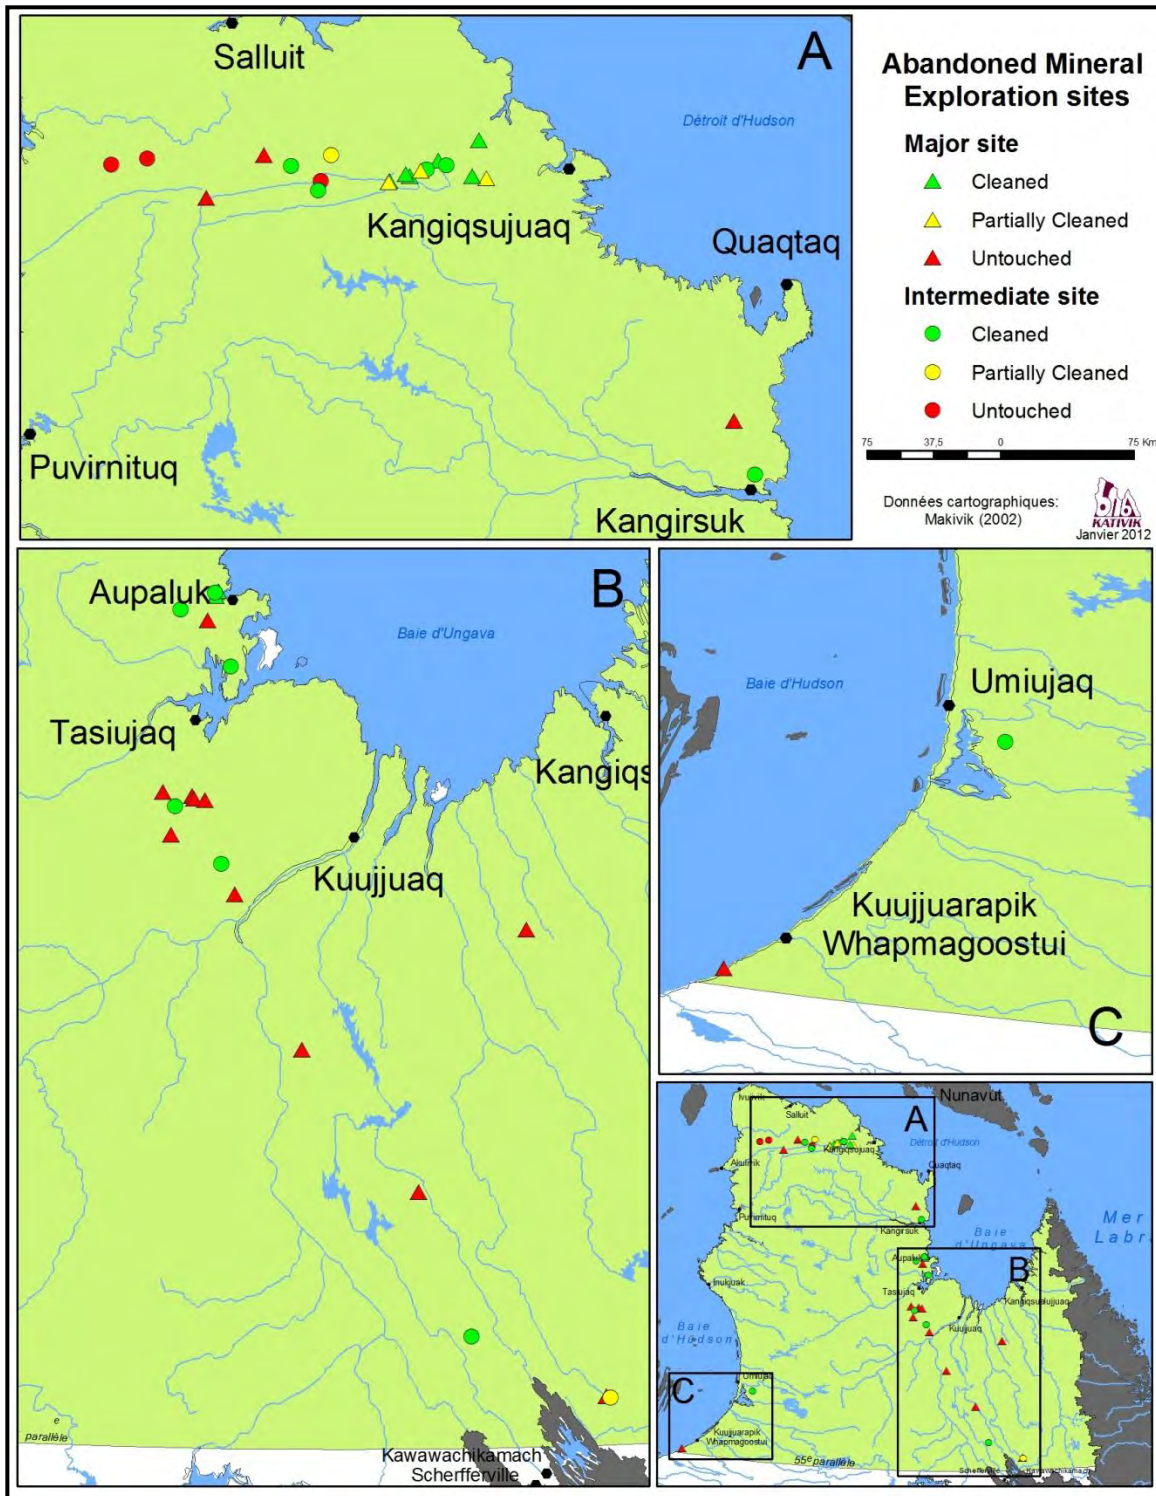 Salluit
A
Détroit d'Hudson
Kangiqsujuaq
Quaqtaq
Puvirnituq
Kangirsuk
Abandoned Mineral
Exploration sites
Major site
Cleaned
Partially Cleaned
Untouched
Intermediate site
Cleaned
Partially Cleaned
Untouched
75 37,5 0 75 Km
Données cartographiques:
Makivik (2002)
KATIVIK
Janvier 2012
Aupaluk
B
Baie d'Ungava
Tasiujaq
Kangiqs
Kuujjuaq
e
parallèle
Kawawachikamach
Scherfferville
Baie d'Hudson
Umiujaq
Kuujjuarapik
Whapmagoostui
C
Ivujivik
Nunavut
Salluit
A
Détroit
d'Hudson
Kangiqsujuaq
Akulivik
Quaqtaq
Puvirnituq
Kangirsuk
Mer
Labr
Baie
d'Ungava
Aupaluk
B
Tasiujaq
Inukjuak
Kangiqsualujjuaq
Kuujjuaq
Baie
d'Hudson
Umiujaq
C
Kuujjuarapik
Whapmagoostui
55e parallèle
Schefferville